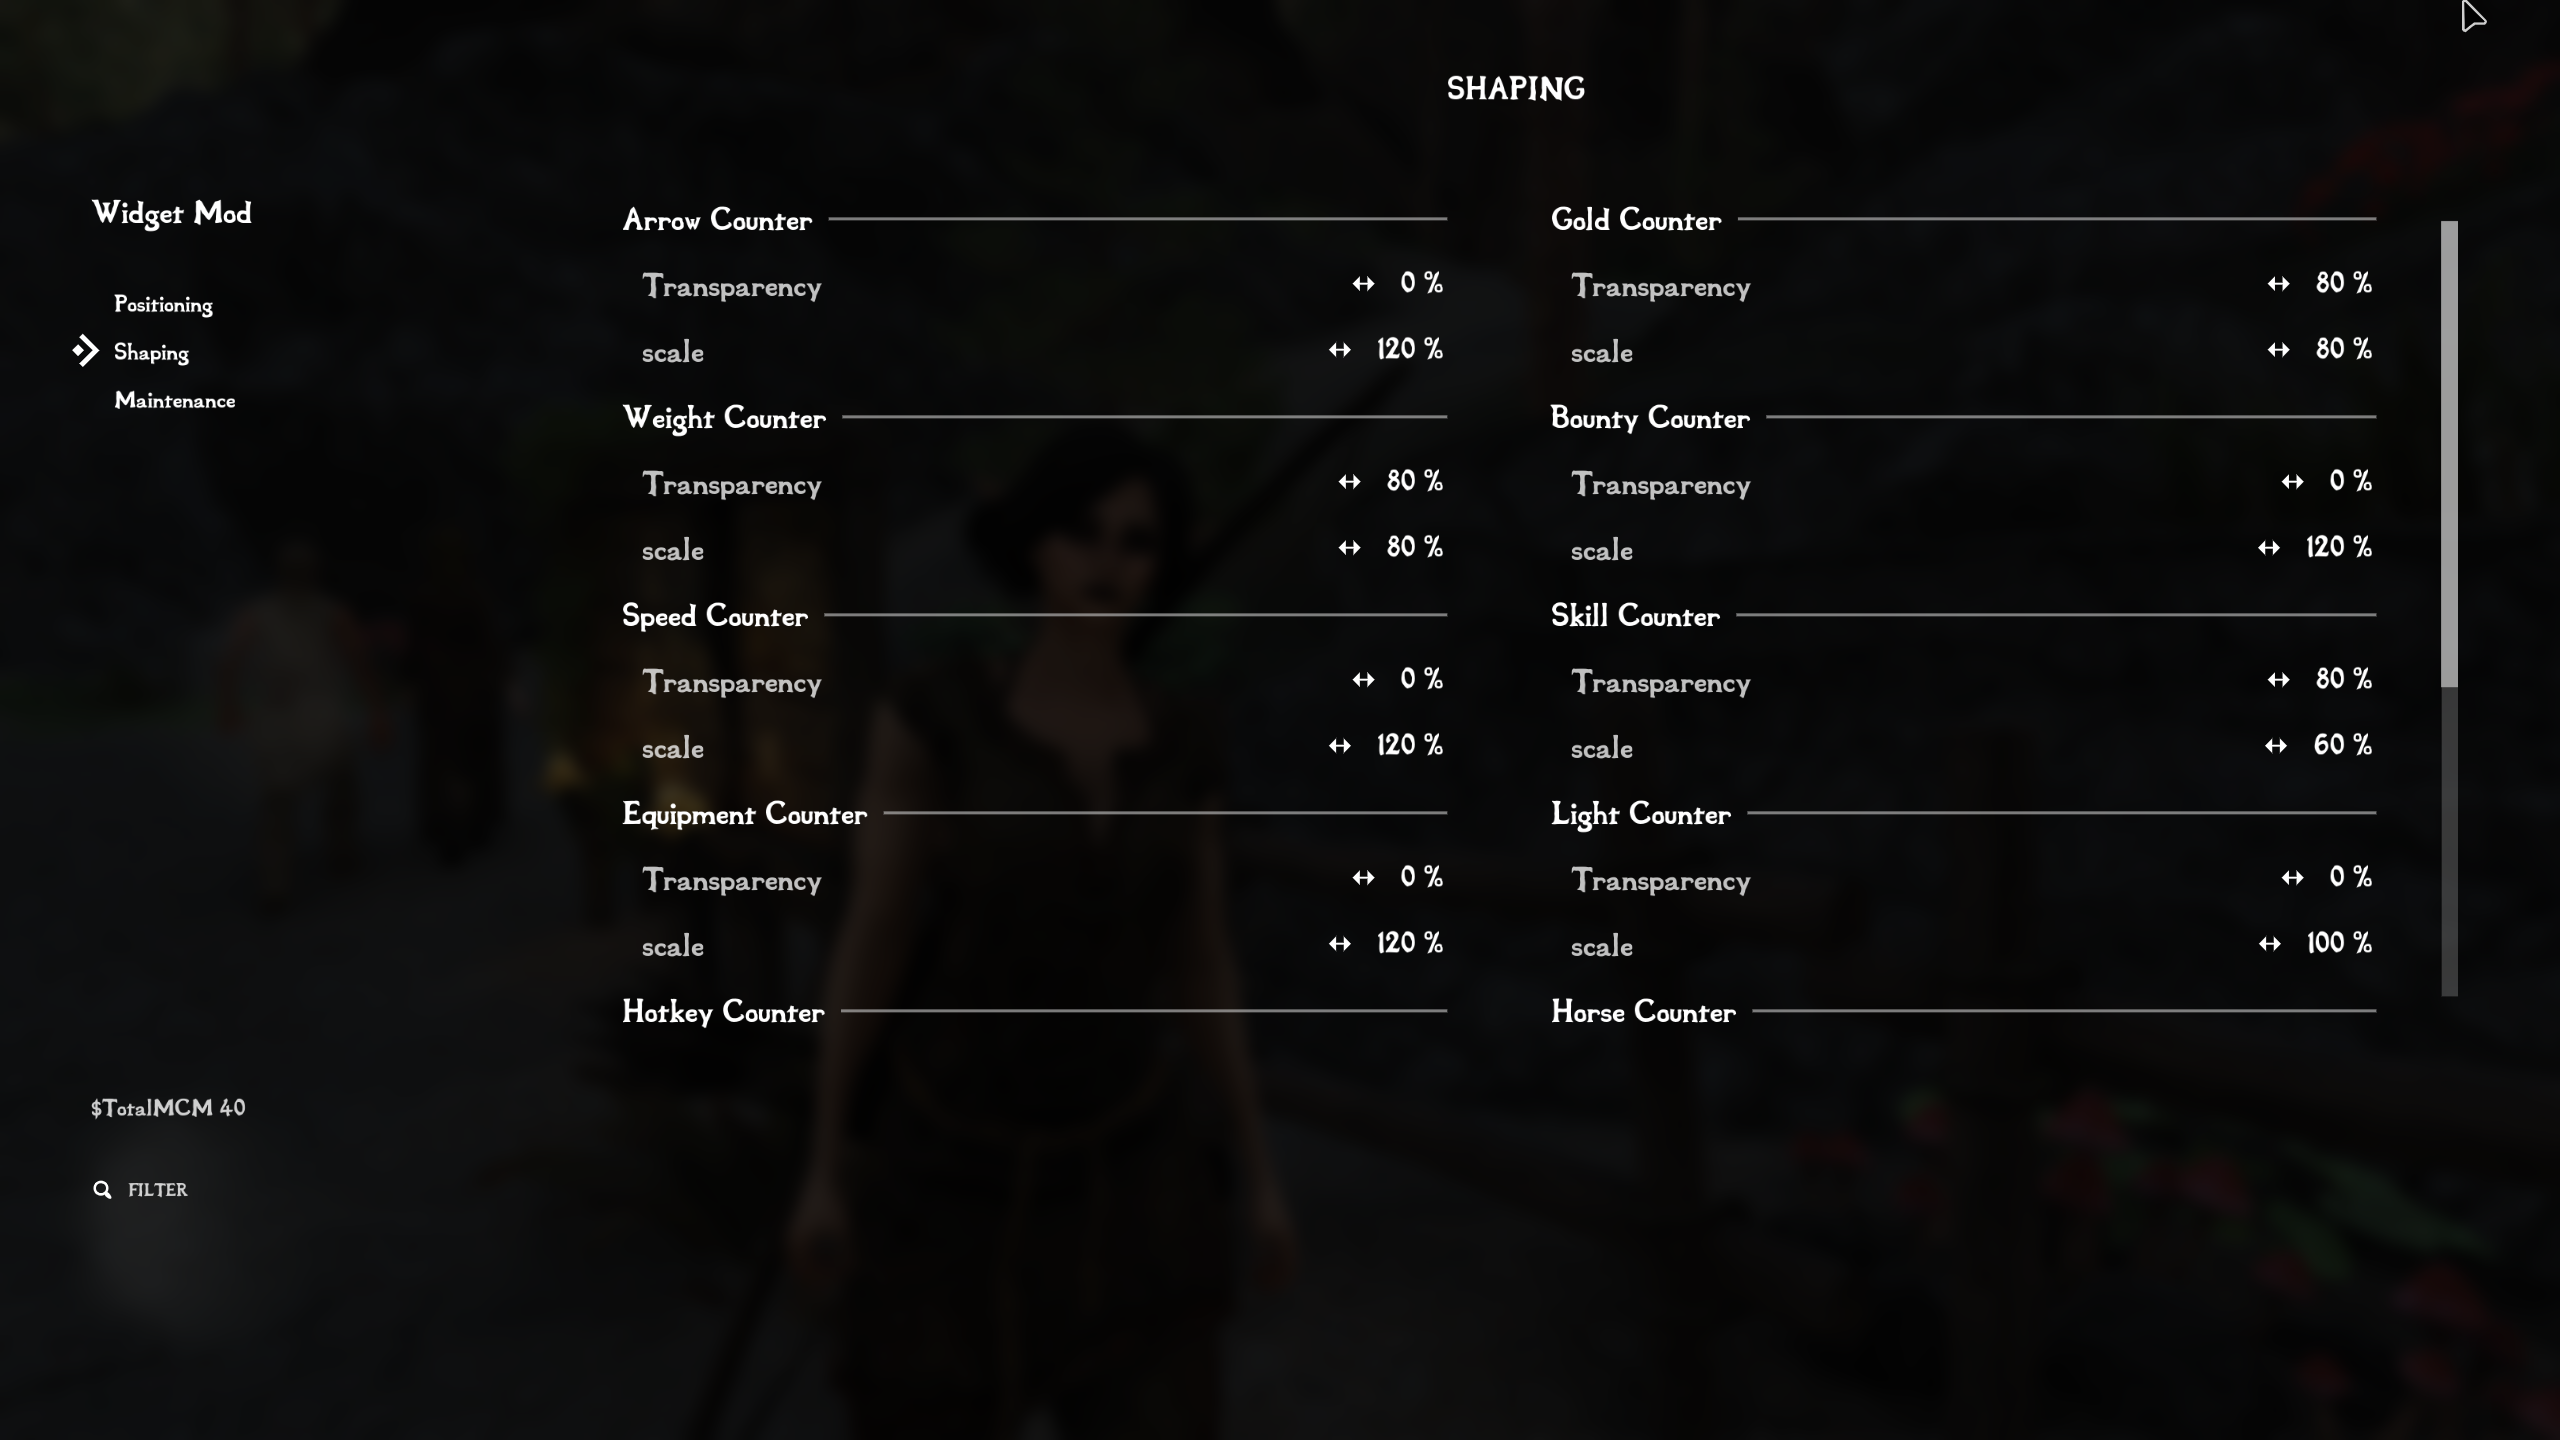 SHAPING
Widget Mod
Positioning
Shaping
Maintenance
Arrow Counter
Transparency 0 %
scale 120 %
Weight Counter
Transparency 80 %
scale 80 %
Speed Counter
Transparency 0 %
scale 120 %
Equipment Counter
Transparency 0 %
scale 120 %
Hotkey Counter
Gold Counter
Transparency 80 %
scale 80 %
Bounty Counter
Transparency 0 %
scale 120 %
Skill Counter
Transparency 80 %
scale 60 %
Light Counter
Transparency 0 %
scale 100 %
Horse Counter
$TotalMCM 40
FILTER